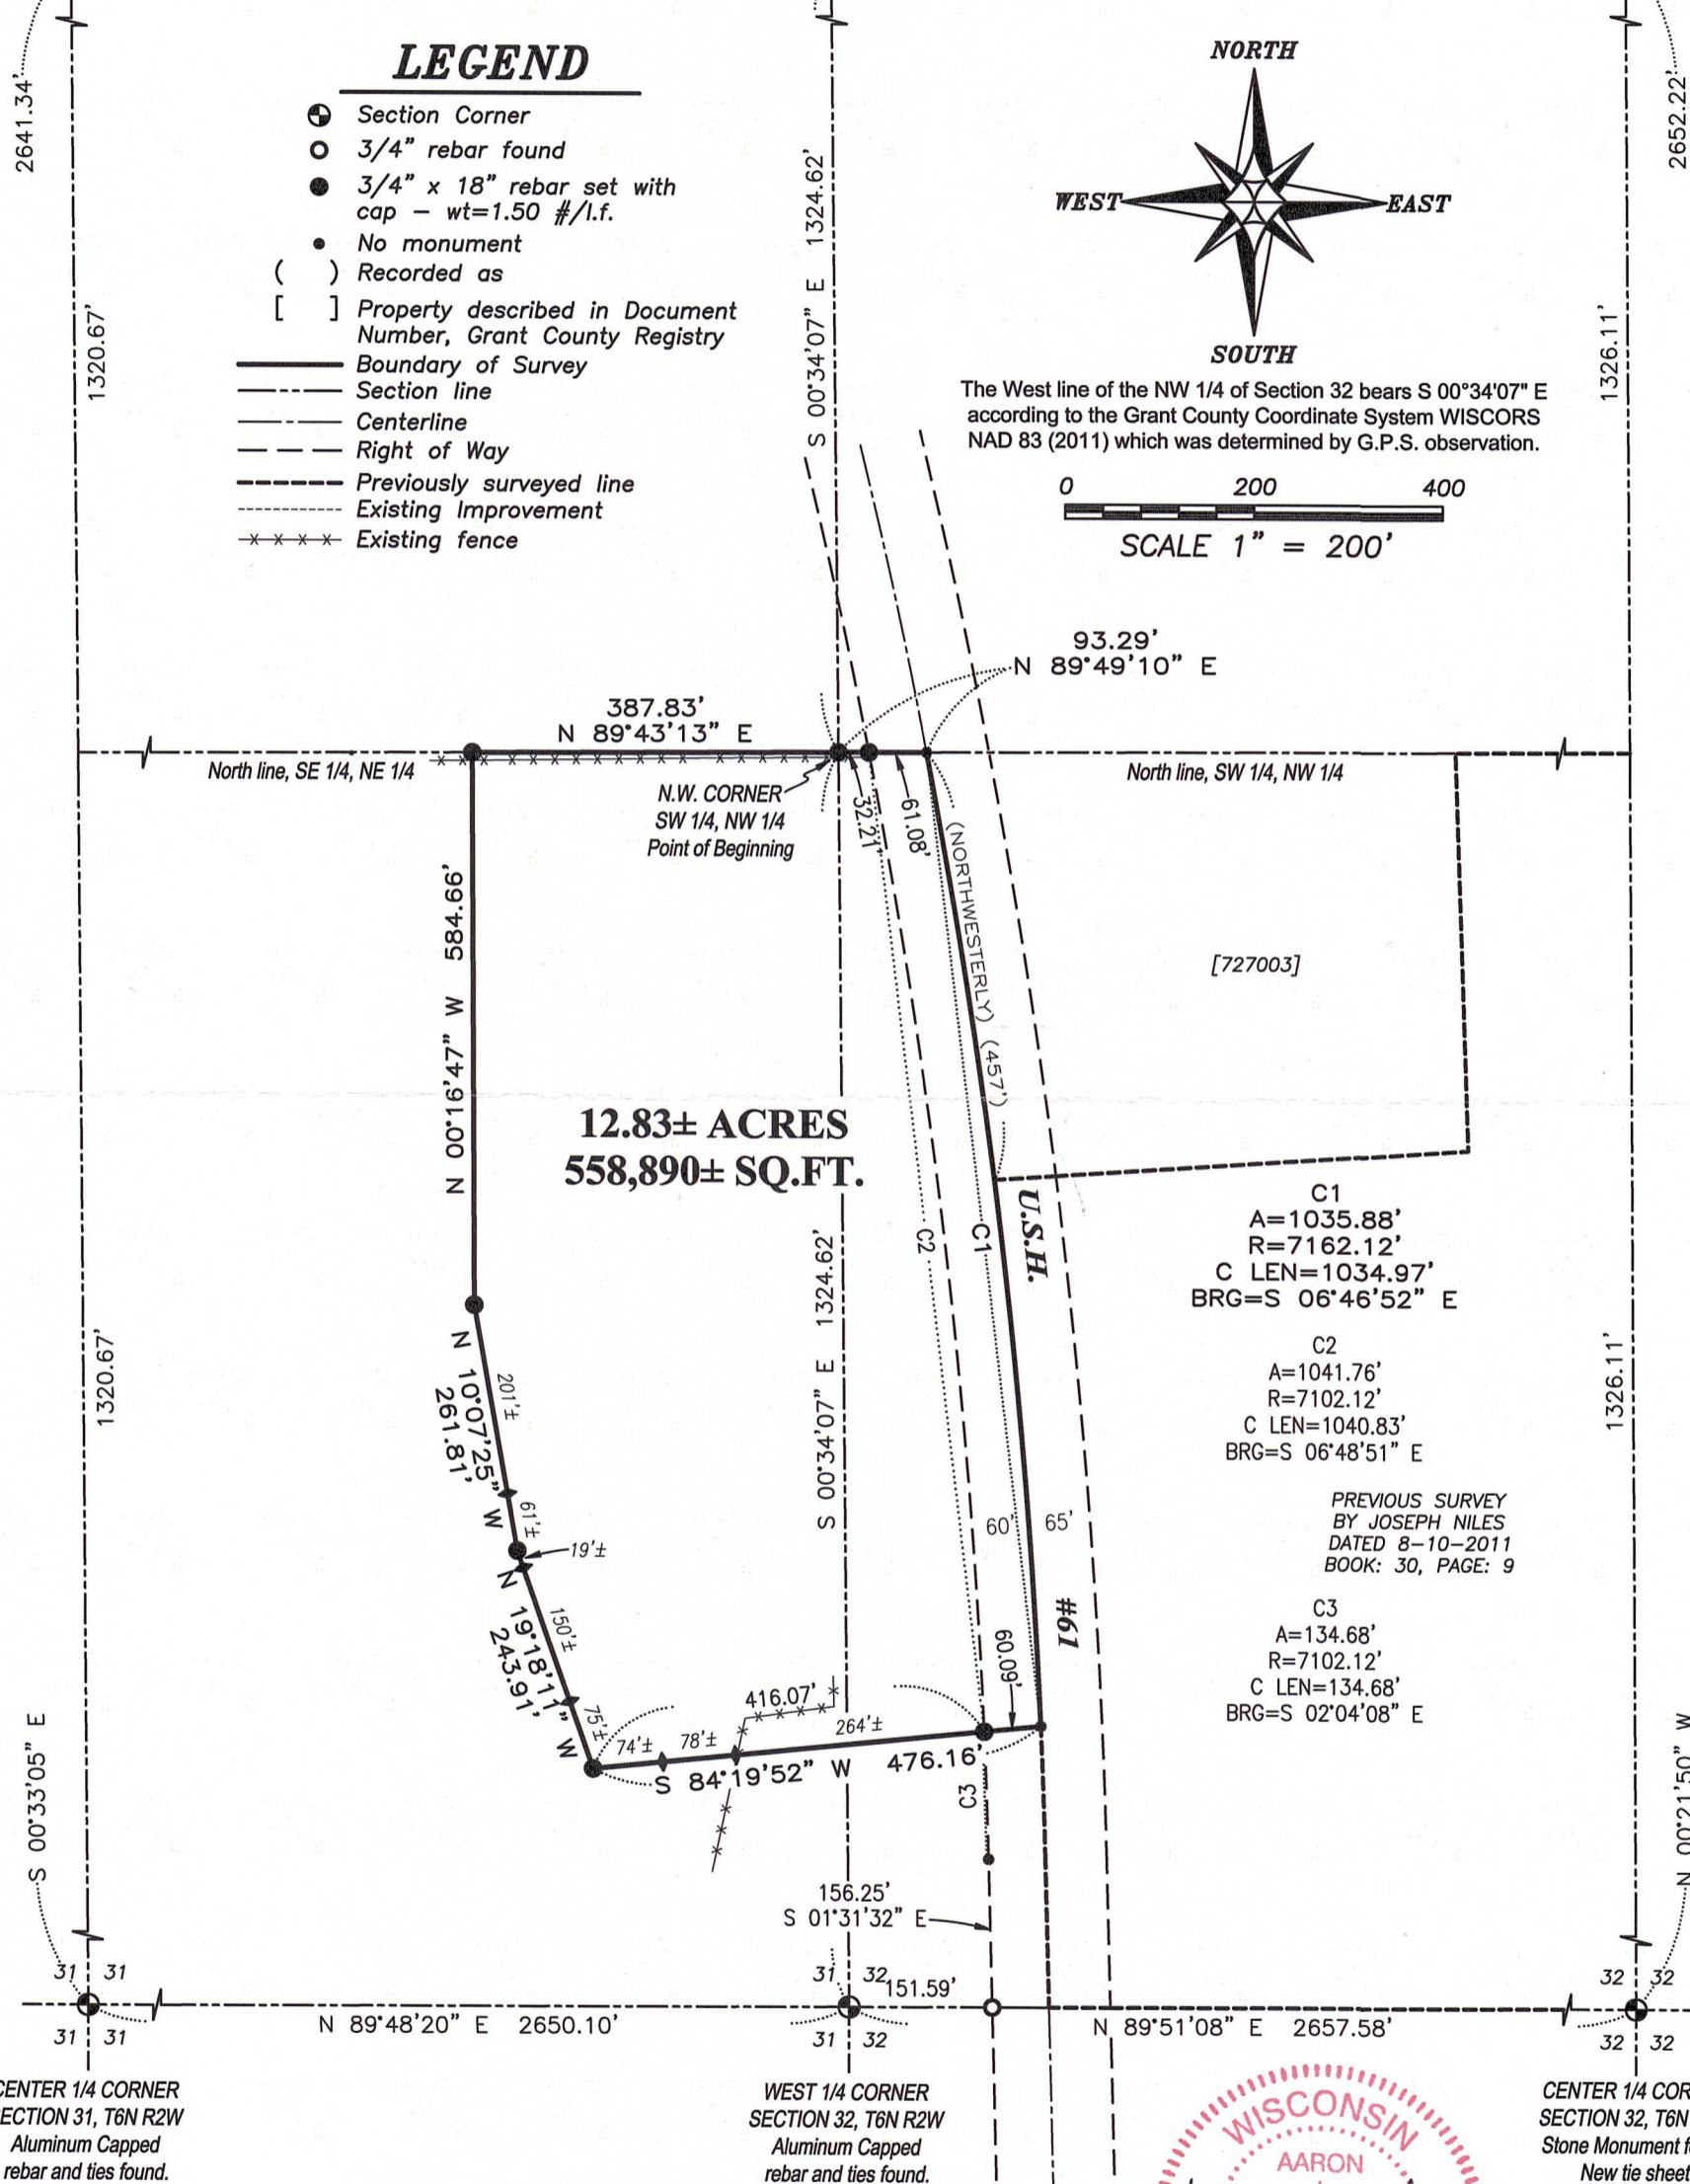 2641.34'
1320.67'
LEGEND
Section Corner
3/4" rebar found
3/4" x 18" rebar set with
cap – wt=1.50 #/l.f.
No monument
( ) Recorded as
[ ] Property described in Document
Number, Grant County Registry
Boundary of Survey
Section line
Centerline
Right of Way
Previously surveyed line
Existing Improvement
Existing fence
S 00°34'07" E 1324.62'
NORTH
WEST
EAST
SOUTH
2652.22'
1326.11'
The West line of the NW 1/4 of Section 32 bears S 00°34'07" E
according to the Grant County Coordinate System WISCORS
NAD 83 (2011) which was determined by G.P.S. observation.
0 200 400
SCALE 1" = 200'
93.29'
N 89°49'10" E
387.83'
N 89°43'13" E
North line, SE 1/4, NE 1/4
North line, SW 1/4, NW 1/4
N.W. CORNER
SW 1/4, NW 1/4
Point of Beginning
32.21'
61.08'
(NORTHWESTERLY) (457')
[727003]
N 00°16'47" W 584.66'
12.83± ACRES
558,890± SQ.FT.
C2
C1
U.S.H.
C1
A=1035.88'
R=7162.12'
C LEN=1034.97'
BRG=S 06°46'52" E
C2
A=1041.76'
R=7102.12'
C LEN=1040.83'
BRG=S 06°48'51" E
PREVIOUS SURVEY
BY JOSEPH NILES
DATED 8-10-2011
BOOK: 30, PAGE: 9
C3
A=134.68'
R=7102.12'
C LEN=134.68'
BRG=S 02°04'08" E
1320.67'
1326.11'
S 00°34'07" E 1324.62'
N 10°07'25" W
261.81'
201'±
61'±
19'±
N 19°18'11" W
243.91'
150'±
75'±
60' 65'
#61
60.09'
416.07'
74'± 78'± 264'±
S 84°19'52" W 476.16'
C3
156.25'
S 01°31'32" E
S 00°33'05" E
N 00°21'50" W
31 31
31 32
151.59'
32 32
N 89°48'20" E 2650.10'
N 89°51'08" E 2657.58'
31 31
31 32
32 32
CENTER 1/4 CORNER
SECTION 31, T6N R2W
Aluminum Capped
rebar and ties found.
WEST 1/4 CORNER
SECTION 32, T6N R2W
Aluminum Capped
rebar and ties found.
CENTER 1/4 COR
SECTION 32, T6N
Stone Monument f
New tie sheet
WISCONSIN
AARON